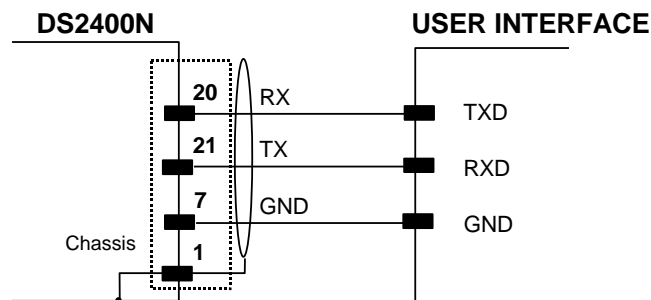 DS2400N USER INTERFACE
20 RX TXD
21 TX RXD
7 GND GND
Chassis 1